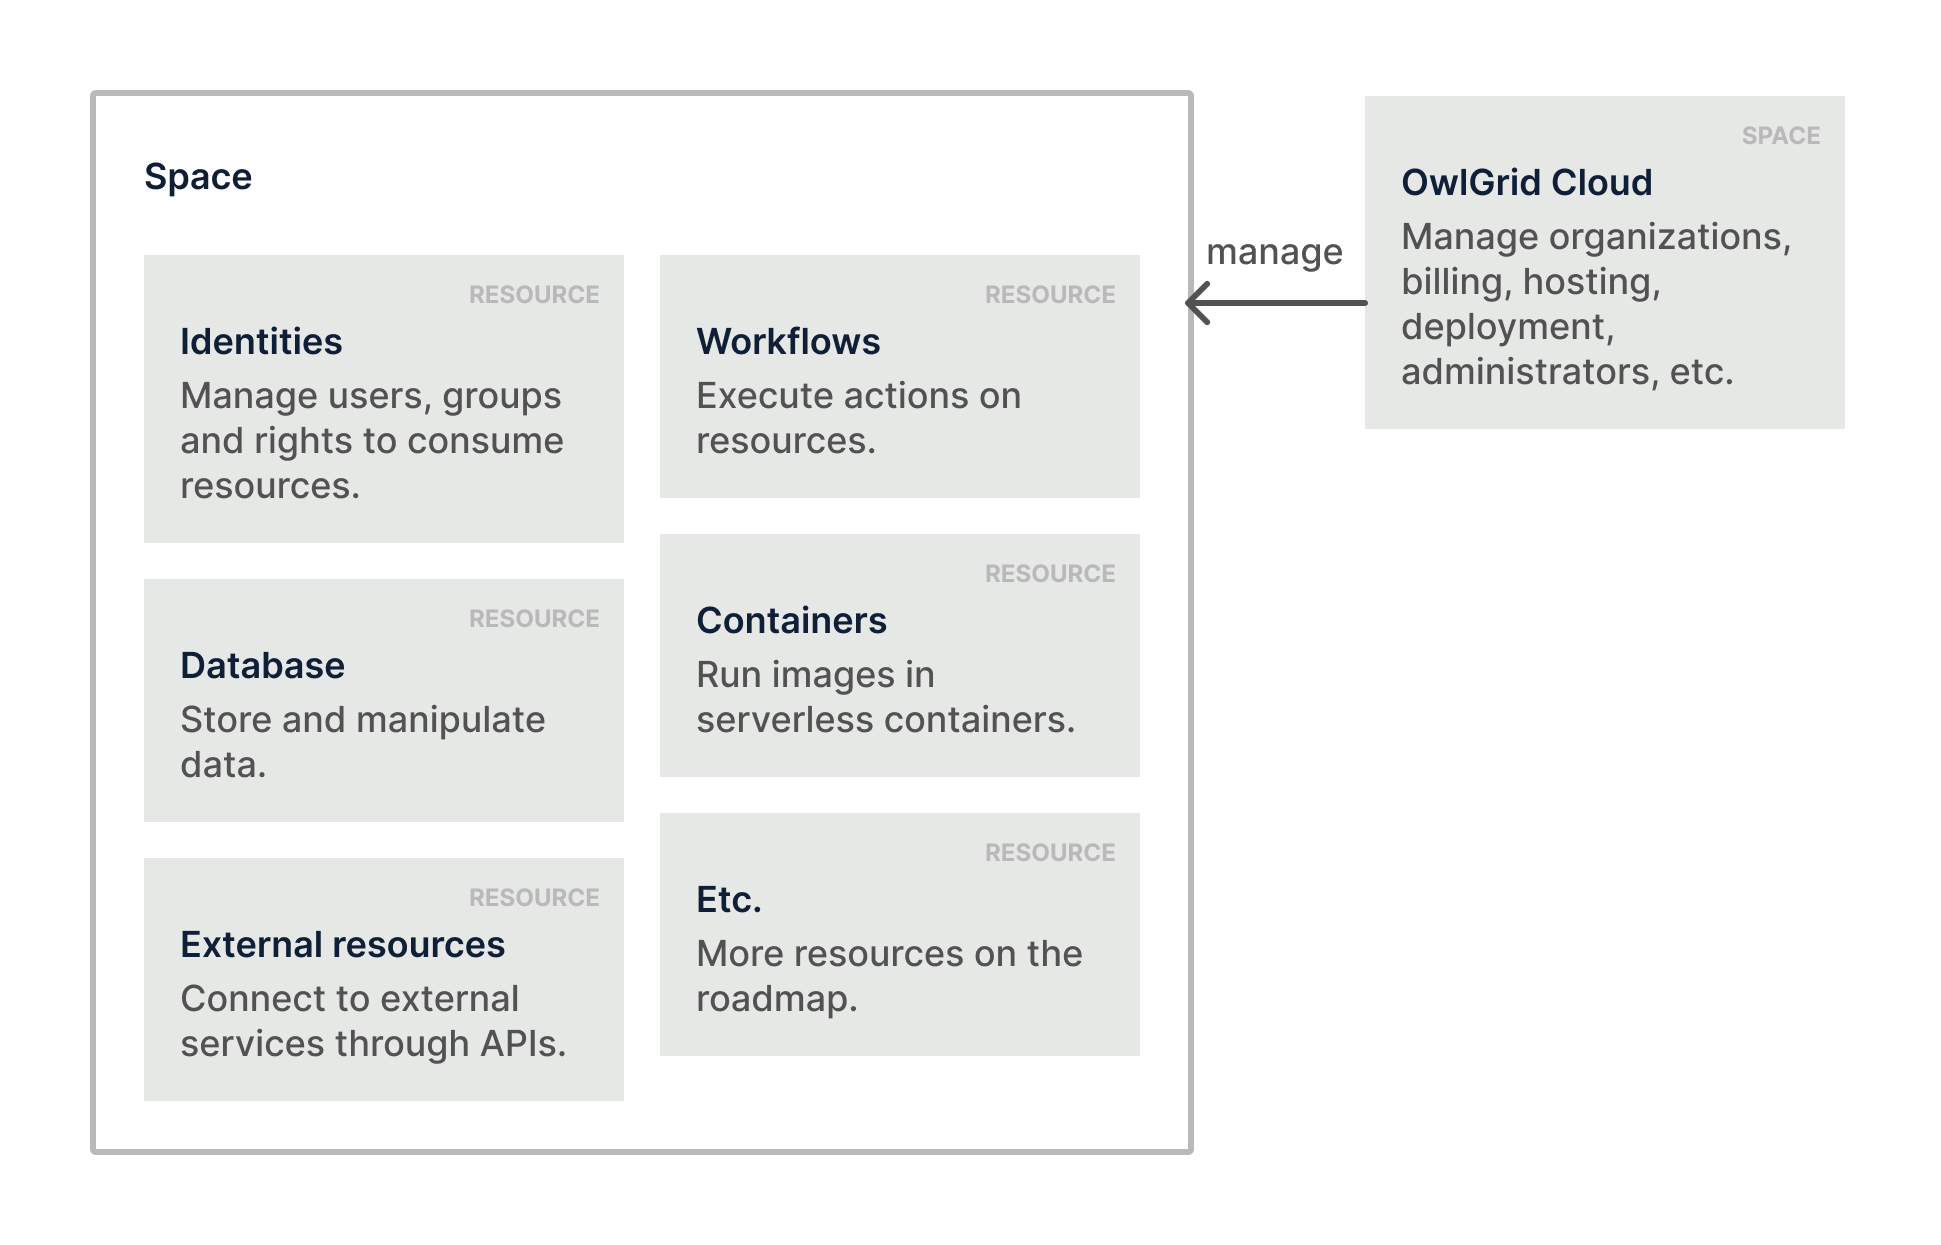 Space
RESOURCE
Identities
Manage users, groups
and rights to consume
resources.
RESOURCE
Database
Store and manipulate
data.
RESOURCE
External resources
Connect to external
services through APIs.
RESOURCE
Workflows
Execute actions on
resources.
RESOURCE
Containers
Run images in
serverless containers.
RESOURCE
Etc.
More resources on the
roadmap.
manage
SPACE
OwlGrid Cloud
Manage organizations,
billing, hosting,
deployment,
administrators, etc.